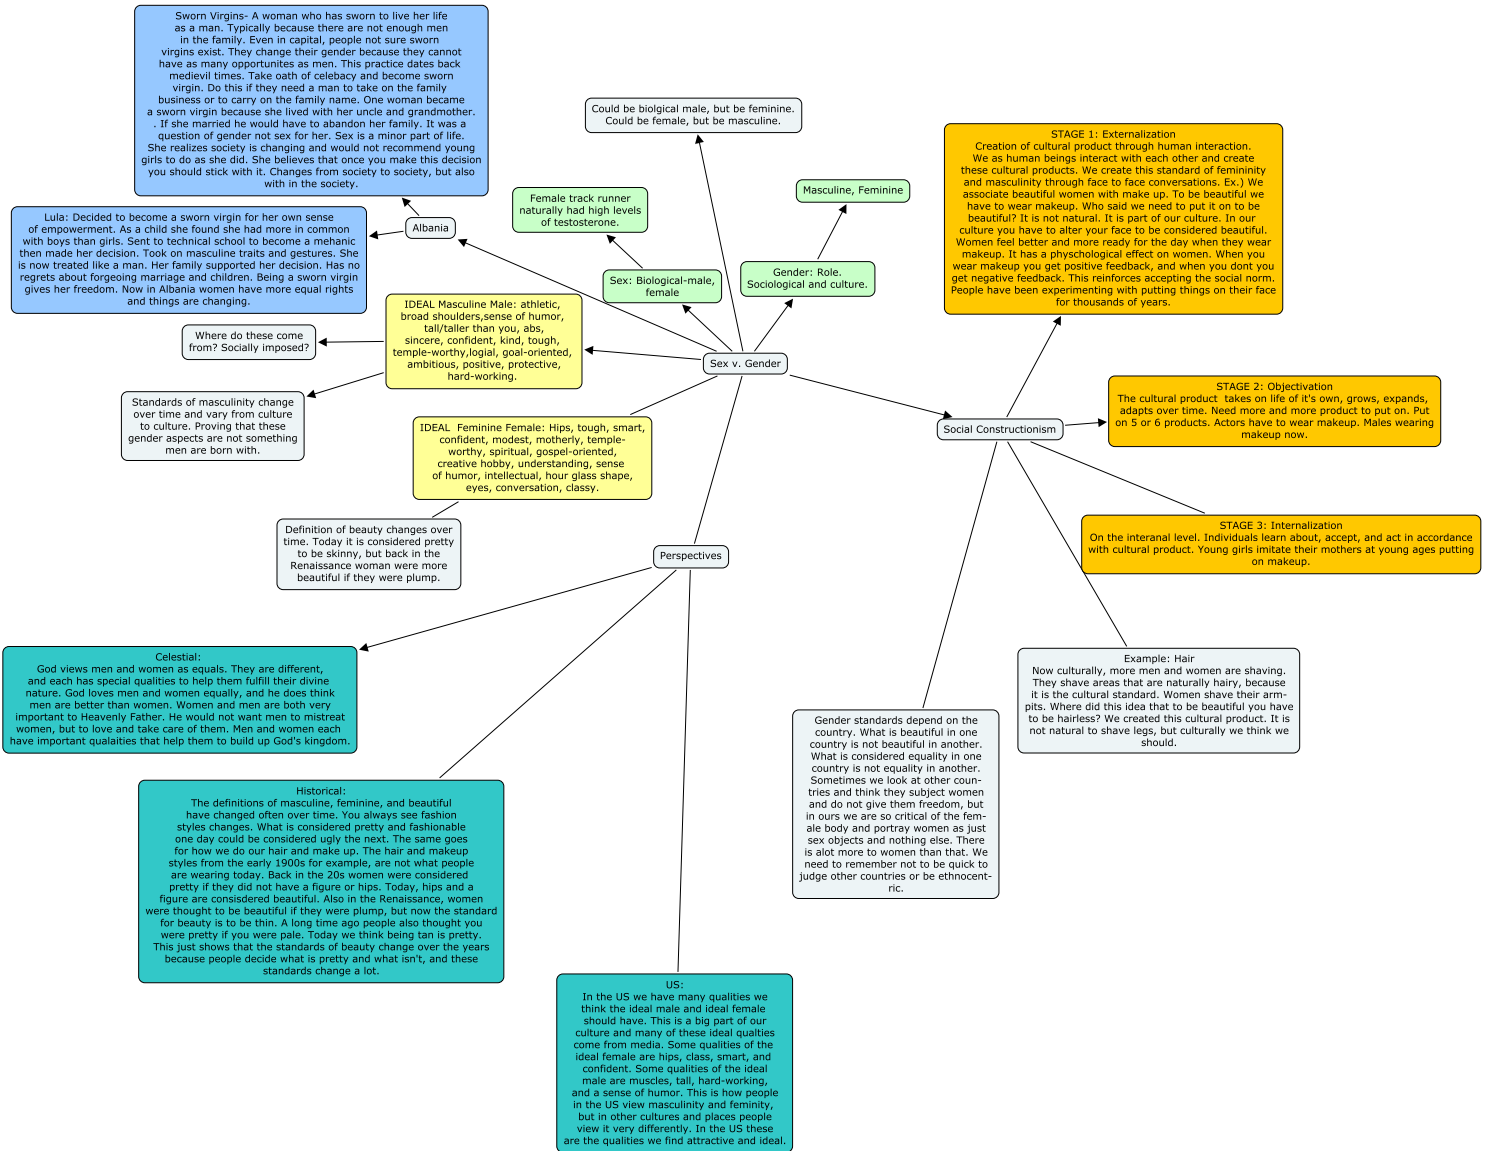 Sworn Virgins- A woman who has sworn to live her life
as a man. Typically because there are not enough men
in the family. Even in capital, people not sure sworn
virgins exist. They change their gender because they cannot
have as many opportunites as men. This practice dates back
medievil times. Take oath of celebacy and become sworn
virgin. Do this if they need a man to take on the family
business or to carry on the family name. One woman became
a sworn virgin because she lived with her uncle and grandmother.
. If she married he would have to abandon her family. It was a
question of gender not sex for her. Sex is a minor part of life.
She realizes society is changing and would not recommend young
girls to do as she did. She believes that once you make this decision
you should stick with it. Changes from society to society, but also
with in the society.
Lula: Decided to become a sworn virgin for her own sense
of empowerment. As a child she found she had more in common
with boys than girls. Sent to technical school to become a mehanic
then made her decision. Took on masculine traits and gestures. She
is now treated like a man. Her family supported her decision. Has no
regrets about forgeoing marriage and children. Being a sworn virgin
gives her freedom. Now in Albania women have more equal rights
and things are changing.
Albania
Could be biolgical male, but be feminine.
Could be female, but be masculine.
Female track runner
naturally had high levels
of testosterone.
Masculine, Feminine
Sex: Biological-male,
female
Gender: Role.
Sociological and culture.
STAGE 1: Externalization
Creation of cultural product through human interaction.
We as human beings interact with each other and create
these cultural products. We create this standard of femininity
and masculinity through face to face conversations. Ex.) We
associate beautiful women with make up. To be beautiful we
have to wear makeup. Who said we need to put it on to be
beautiful? It is not natural. It is part of our culture. In our
culture you have to alter your face to be considered beautiful.
Women feel better and more ready for the day when they wear
makeup. It has a physchological effect on women. When you
wear makeup you get positive feedback, and when you dont you
get negative feedback. This reinforces accepting the social norm.
People have been experimenting with putting things on their face
for thousands of years.
Where do these come
from? Socially imposed?
IDEAL Masculine Male: athletic,
broad shoulders,sense of humor,
tall/taller than you, abs,
sincere, confident, kind, tough,
temple-worthy,logial, goal-oriented,
ambitious, positive, protective,
hard-working.
Sex v. Gender
Standards of masculinity change
over time and vary from culture
to culture. Proving that these
gender aspects are not something
men are born with.
IDEAL  Feminine Female: Hips, tough, smart,
confident, modest, motherly, temple-
worthy, spiritual, gospel-oriented,
creative hobby, understanding, sense
of humor, intellectual, hour glass shape,
eyes, conversation, classy.
Social Constructionism
STAGE 2: Objectivation
The cultural product  takes on life of it's own, grows, expands,
adapts over time. Need more and more product to put on. Put
on 5 or 6 products. Actors have to wear makeup. Males wearing
makeup now.
Definition of beauty changes over
time. Today it is considered pretty
to be skinny, but back in the
Renaissance woman were more
beautiful if they were plump.
Perspectives
STAGE 3: Internalization
On the interanal level. Individuals learn about, accept, and act in accordance
with cultural product. Young girls imitate their mothers at young ages putting
on makeup.
Celestial:
God views men and women as equals. They are different,
and each has special qualities to help them fulfill their divine
nature. God loves men and women equally, and he does think
men are better than women. Women and men are both very
important to Heavenly Father. He would not want men to mistreat
women, but to love and take care of them. Men and women each
have important qualaities that help them to build up God's kingdom.
Example: Hair
Now culturally, more men and women are shaving.
They shave areas that are naturally hairy, because
it is the cultural standard. Women shave their arm-
pits. Where did this idea that to be beautiful you have
to be hairless? We created this cultural product. It is
not natural to shave legs, but culturally we think we
should.
Gender standards depend on the
country. What is beautiful in one
country is not beautiful in another.
What is considered equality in one
country is not equality in another.
Sometimes we look at other coun-
tries and think they subject women
and do not give them freedom, but
in ours we are so critical of the fem-
ale body and portray women as just
sex objects and nothing else. There
is alot more to women than that. We
need to remember not to be quick to
judge other countries or be ethnocent-
ric.
Historical:
The definitions of masculine, feminine, and beautiful
have changed often over time. You always see fashion
styles changes. What is considered pretty and fashionable
one day could be considered ugly the next. The same goes
for how we do our hair and make up. The hair and makeup
styles from the early 1900s for example, are not what people
are wearing today. Back in the 20s women were considered
pretty if they did not have a figure or hips. Today, hips and a
figure are consisdered beautiful. Also in the Renaissance, women
were thought to be beautiful if they were plump, but now the standard
for beauty is to be thin. A long time ago people also thought you
were pretty if you were pale. Today we think being tan is pretty.
This just shows that the standards of beauty change over the years
because people decide what is pretty and what isn't, and these
standards change a lot.
US:
In the US we have many qualities we
think the ideal male and ideal female
should have. This is a big part of our
culture and many of these ideal qualties
come from media. Some qualities of the
ideal female are hips, class, smart, and
confident. Some qualities of the ideal
male are muscles, tall, hard-working,
and a sense of humor. This is how people
in the US view masculinity and feminity,
but in other cultures and places people
view it very differently. In the US these
are the qualities we find attractive and ideal.